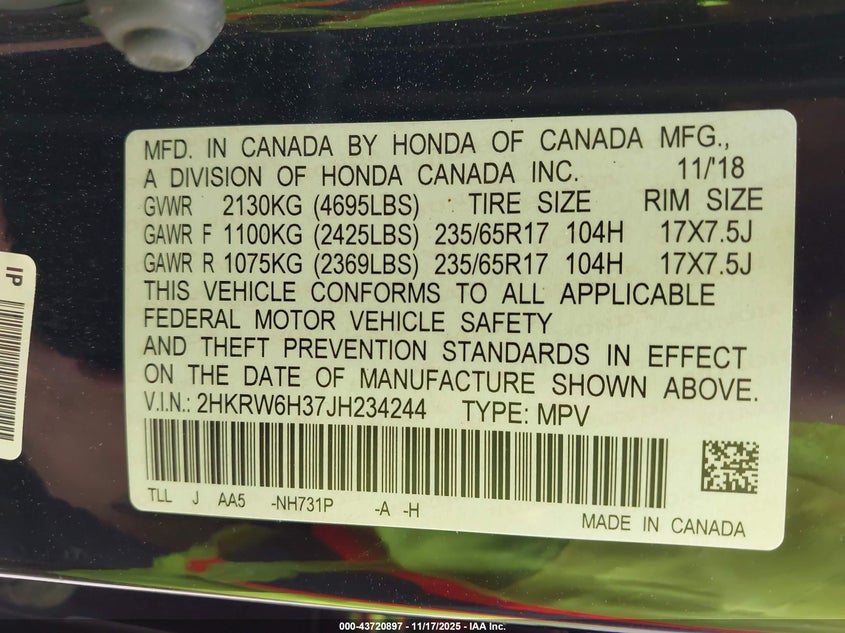 MFD. IN CANADA BY HONDA OF CANADA MFG.,
A DIVISION OF HONDA CANADA INC. 11/'18
GVWR 2130KG (4695LBS) TIRE SIZE RIM SIZE
GAWR F 1100KG (2425LBS) 235/65R17 104H 17X7.5J
GAWR R 1075KG (2369LBS) 235/65R17 104H 17X7.5J
THIS VEHICLE CONFORMS TO ALL APPLICABLE
FEDERAL MOTOR VEHICLE SAFETY
AND THEFT PREVENTION STANDARDS IN EFFECT
ON THE DATE OF MANUFACTURE SHOWN ABOVE.
V.I.N.: 2HKRW6H37JH234244 TYPE: MPV
TLL J AA5 -NH731P -A -H
MADE IN CANADA
IP
000-43720897 - 11/17/2025 - IAA Inc.